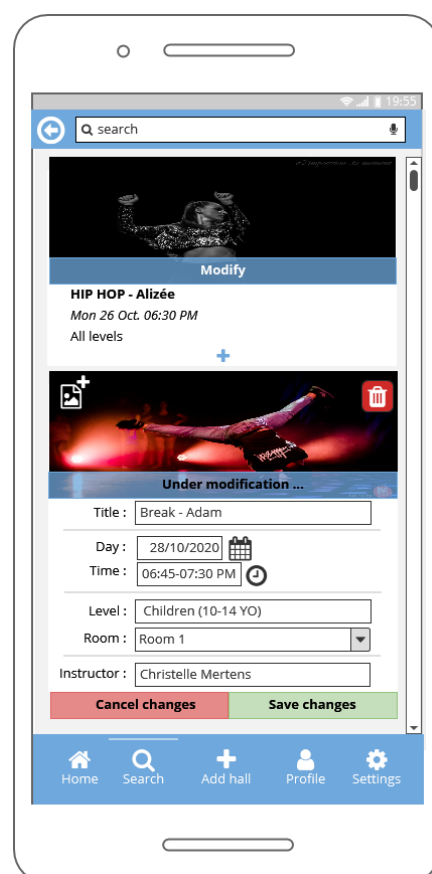 19:55
search
Modify
HIP HOP - Alizée
Mon 26 Oct. 06:30 PM
All levels
Under modification ...
Title : Break - Adam
Day : 28/10/2020
Time : 06:45-07:30 PM
Level : Children (10-14 YO)
Room : Room 1
Instructor : Christelle Mertens
Cancel changes Save changes
Home Search Add hall Profile Settings